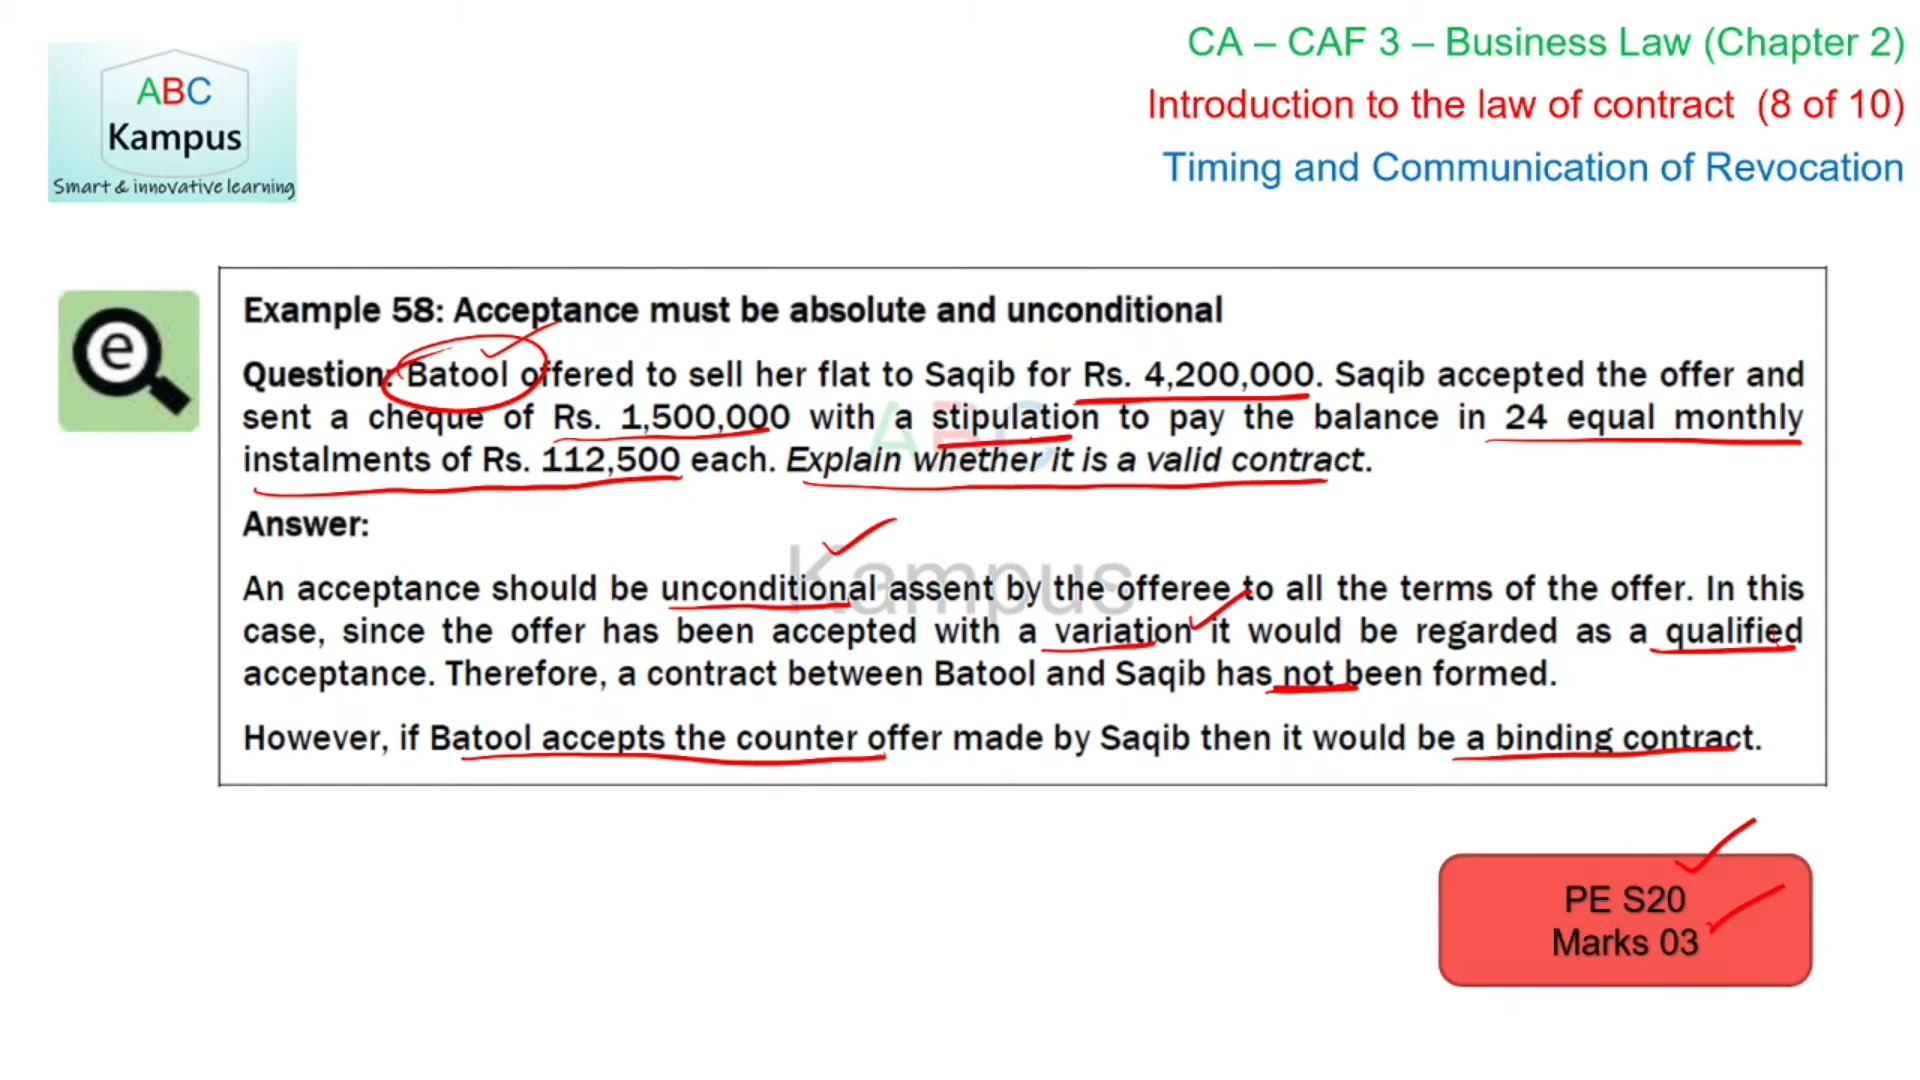 ABC
Kampus
Smart & innovative learning
CA – CAF 3 – Business Law (Chapter 2)
Introduction to the law of contract (8 of 10)
Timing and Communication of Revocation
e
Example 58: Acceptance must be absolute and unconditional
Question: Batool offered to sell her flat to Saqib for Rs. 4,200,000. Saqib accepted the offer and
sent a cheque of Rs. 1,500,000 with a stipulation to pay the balance in 24 equal monthly
instalments of Rs. 112,500 each. Explain whether it is a valid contract.
Answer:
An acceptance should be unconditional assent by the offeree to all the terms of the offer. In this
case, since the offer has been accepted with a variation it would be regarded as a qualified
acceptance. Therefore, a contract between Batool and Saqib has not been formed.
However, if Batool accepts the counter offer made by Saqib then it would be a binding contract.
ABC
Kampus
PE S20
Marks 03